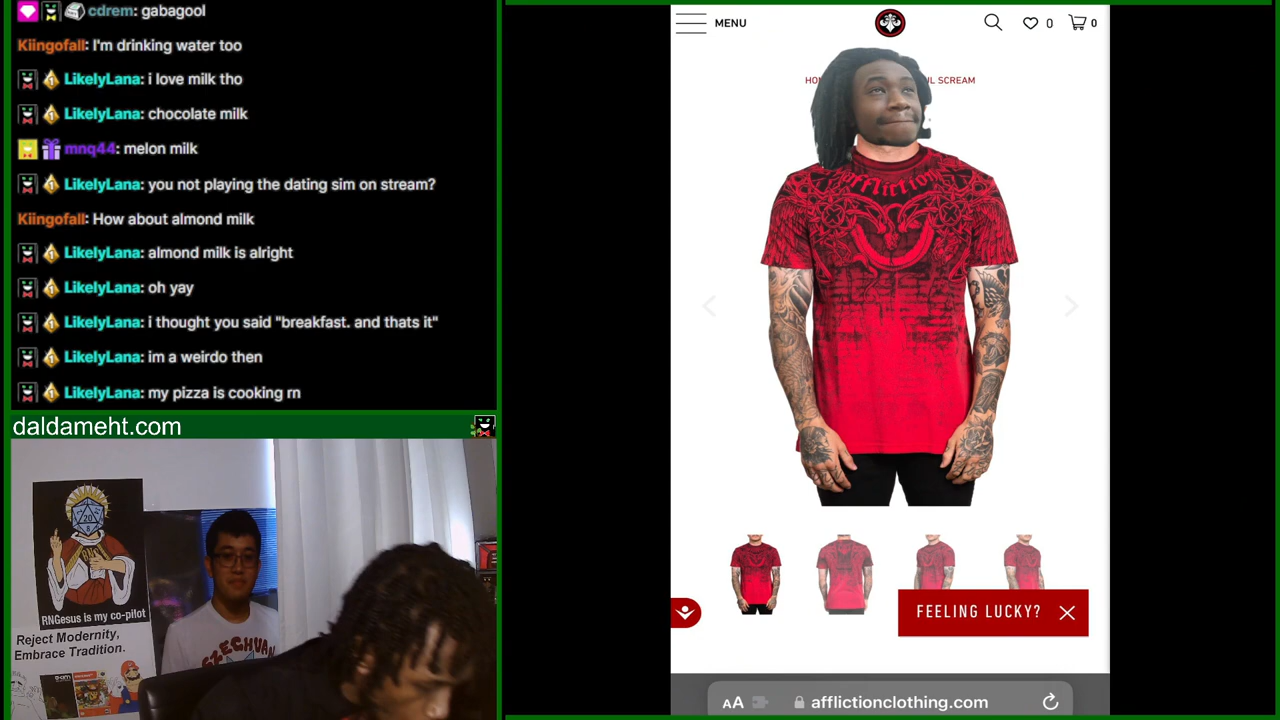 cdrem: gabagool
Kiingofall: I'm drinking water too
LikelyLana: i love milk tho
LikelyLana: chocolate milk
mnq44: melon milk
LikelyLana: you not playing the dating sim on stream?
Kiingofall: How about almond milk
LikelyLana: almond milk is alright
LikelyLana: oh yay
LikelyLana: i thought you said "breakfast. and thats it"
LikelyLana: im a weirdo then
LikelyLana: my pizza is cooking rn
daldameht.com
20
RNGesus is my co-pilot
Reject Modernity,
Embrace Tradition.
MENU
0
0
SCREAM
Affliction
FEELING LUCKY?
AA
afflictionclothing.com